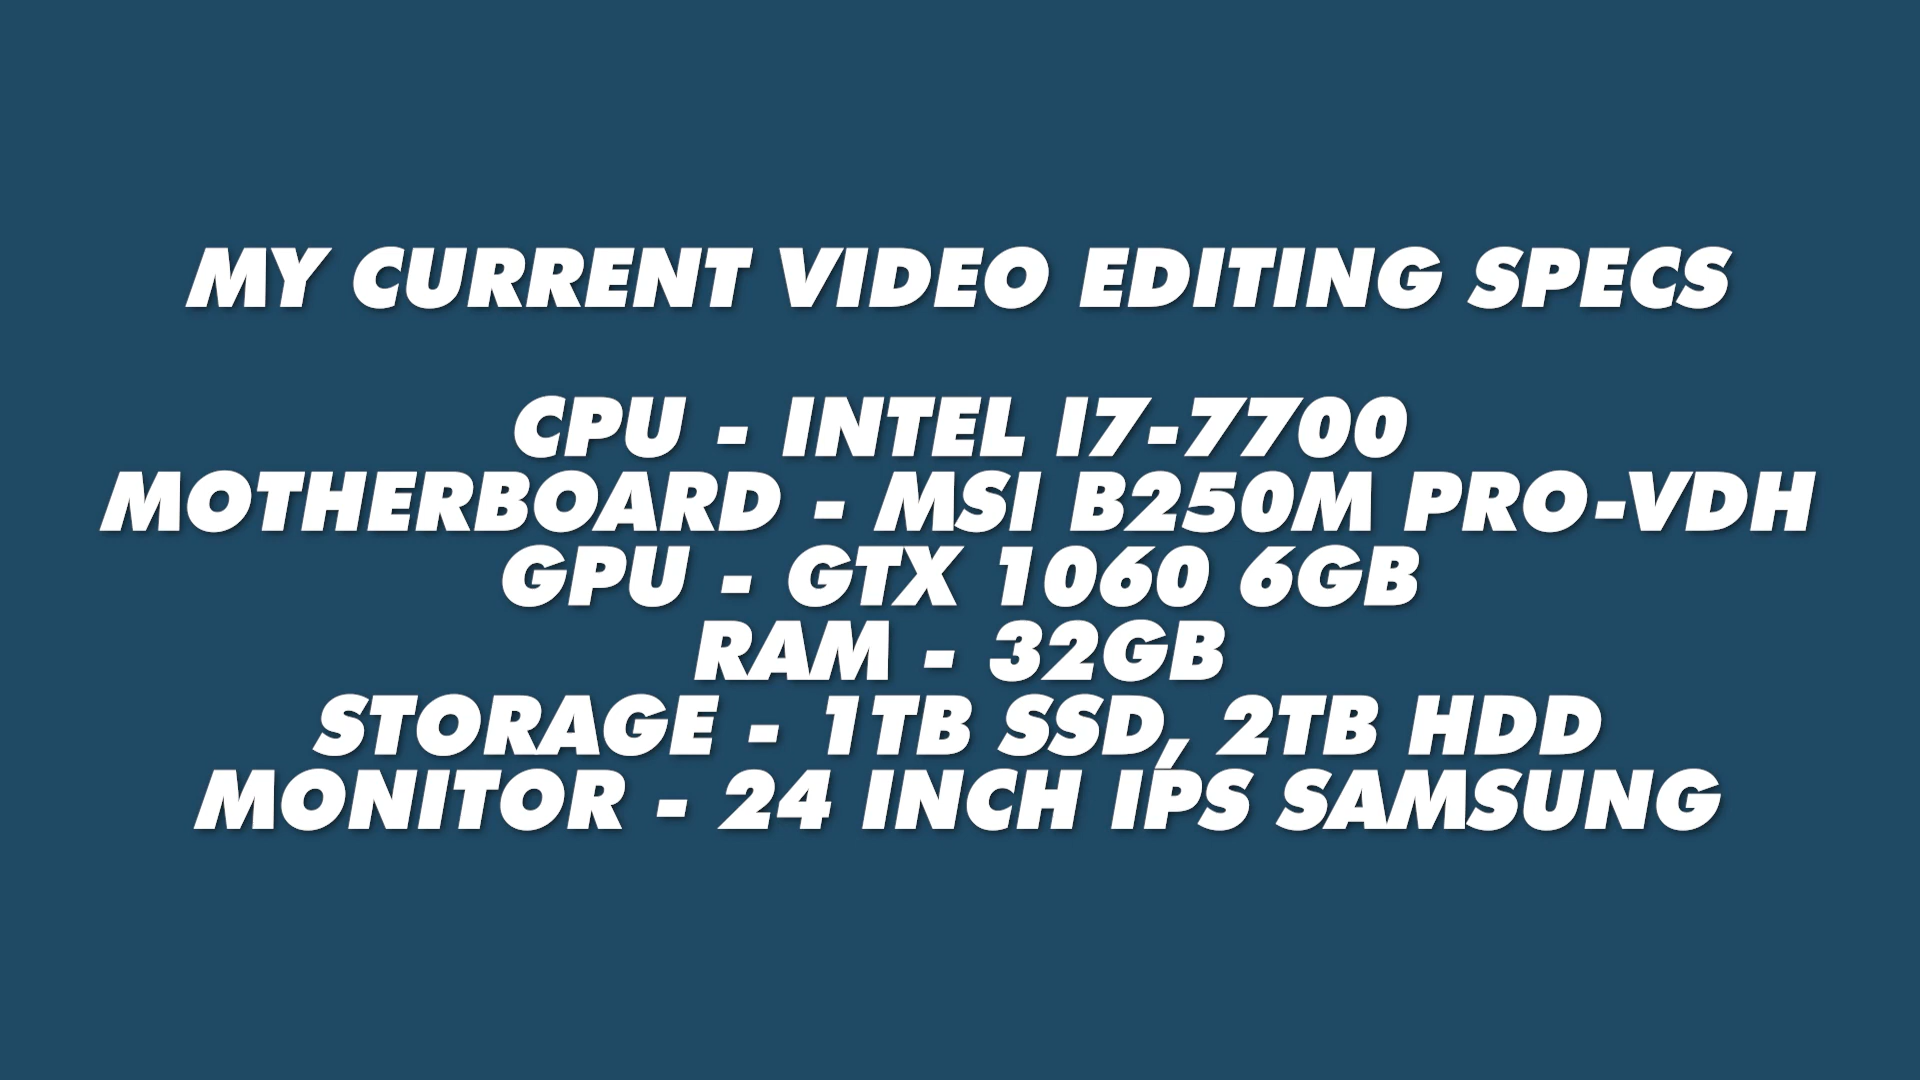 MY CURRENT VIDEO EDITING SPECS
CPU - INTEL I7-7700
MOTHERBOARD - MSI B250M PRO-VDH
GPU - GTX 1060 6GB
RAM - 32GB
STORAGE - 1TB SSD, 2TB HDD
MONITOR - 24 INCH IPS SAMSUNG